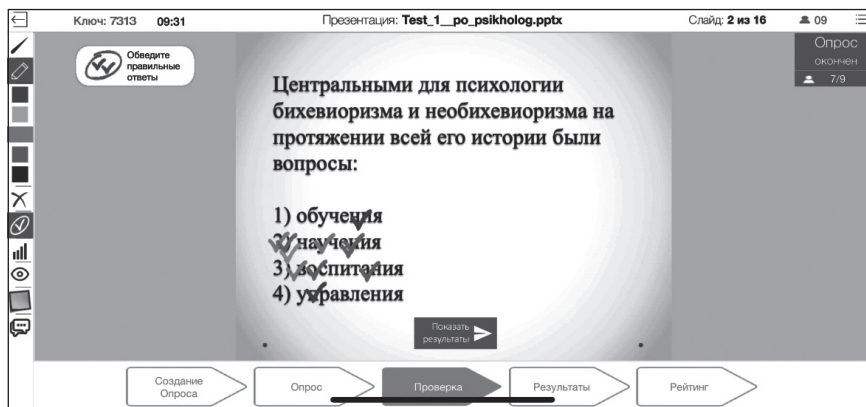 Ключ: 7313 09:31 Презентация: Test_1__po_psikholog.pptx Слайд: 2 из 16 09
Обведите
правильные
ответы
Опрос
окончен
7/9
Центральными для психологии
бихевиоризма и необихевиоризма на
протяжении всей его истории были
вопросы:
1) обучения
2) научения
3) воспитания
4) управления
Показать
результаты
Создание
Опроса
Опрос
Проверка
Результаты
Рейтинг